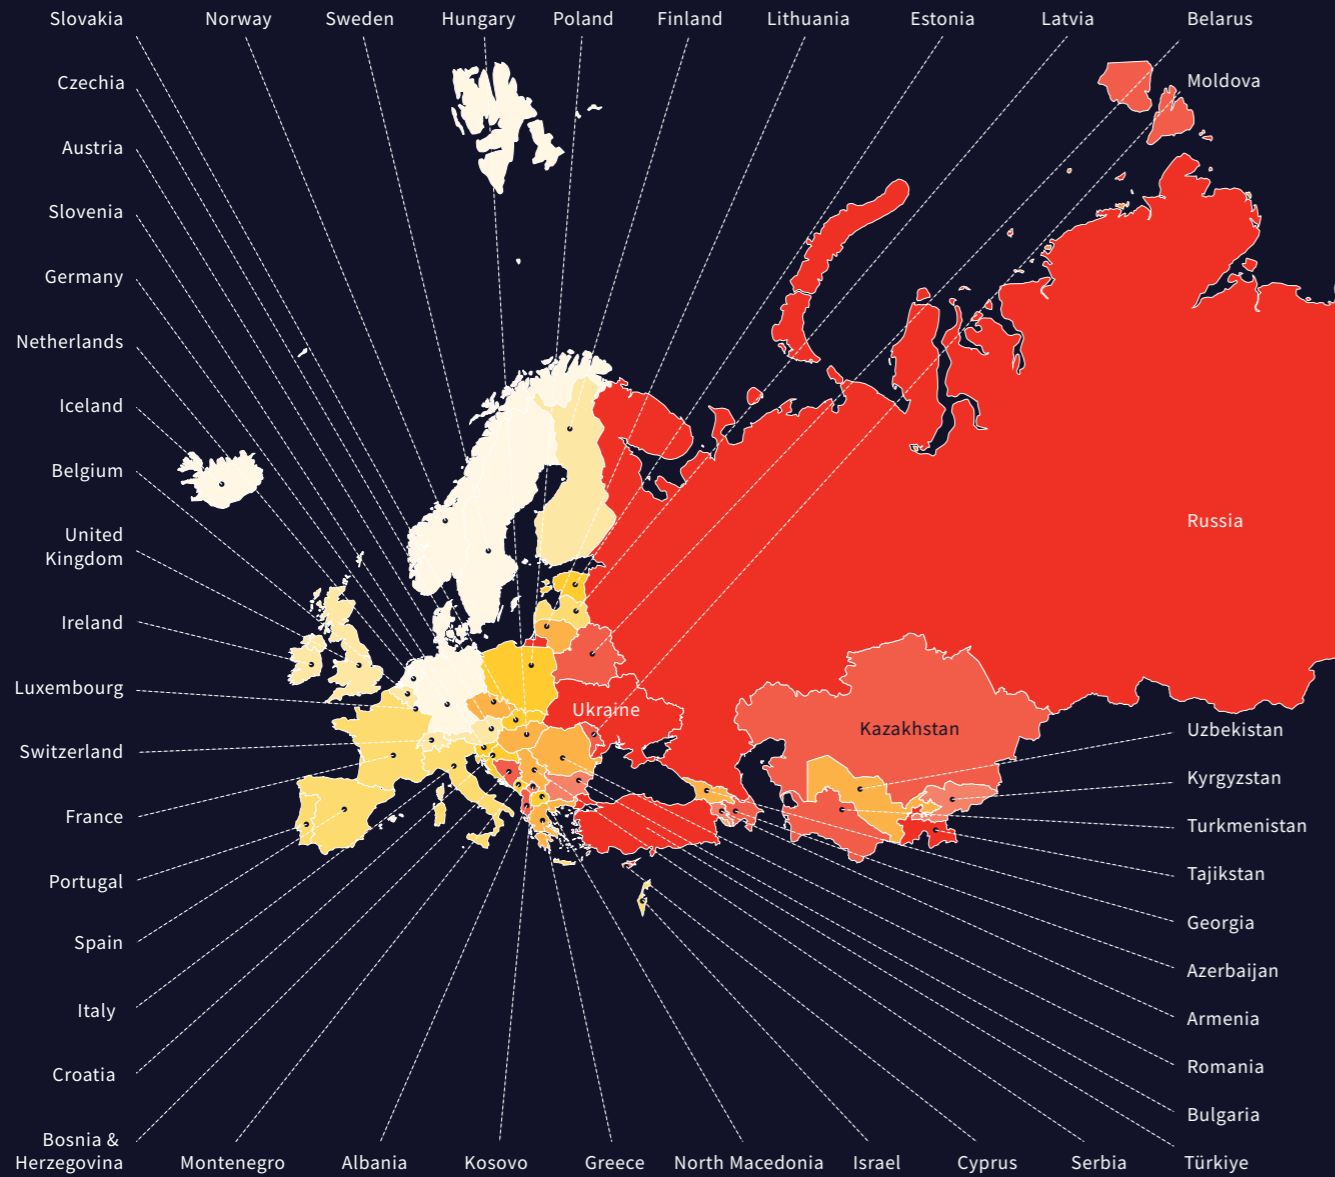 Slovakia
Norway
Sweden
Hungary
Poland
Finland
Lithuania
Estonia
Latvia
Belarus
Czechia
Moldova
Austria
Slovenia
Germany
Netherlands
Iceland
Belgium
United
Kingdom
Russia
Ireland
Luxembourg
Ukraine
Kazakhstan
Uzbekistan
Switzerland
Kyrgyzstan
France
Turkmenistan
Portugal
Tajikstan
Georgia
Spain
Azerbaijan
Italy
Armenia
Romania
Croatia
Bulgaria
Bosnia &
Herzegovina
Montenegro
Albania
Kosovo
Greece
North Macedonia
Israel
Cyprus
Serbia
Türkiye